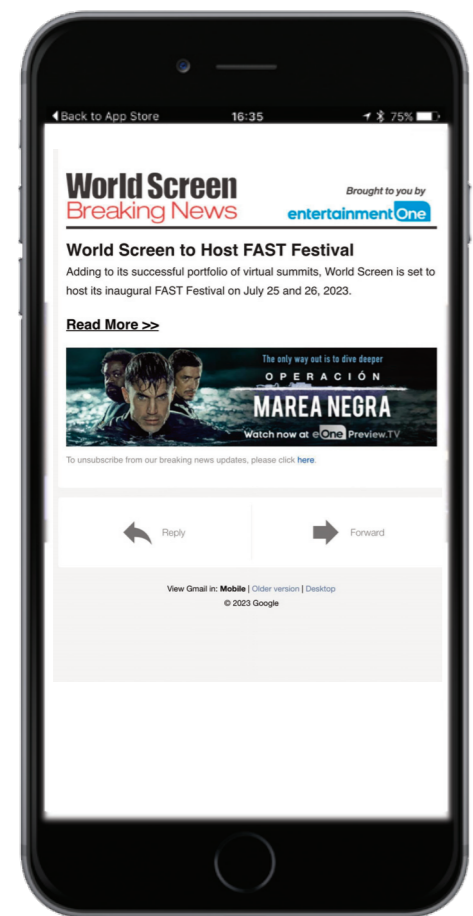 Back to App Store 16:35 75%
World Screen
Breaking News
Brought to you by
entertainment One
World Screen to Host FAST Festival
Adding to its successful portfolio of virtual summits, World Screen is set to
host its inaugural FAST Festival on July 25 and 26, 2023.
Read More >>
The only way out is to dive deeper
OPERACIÓN
MAREA NEGRA
Watch now at eOne Preview.TV
To unsubscribe from our breaking news updates, please click here.
Reply
Forward
View Gmail in: Mobile | Older version | Desktop
© 2023 Google